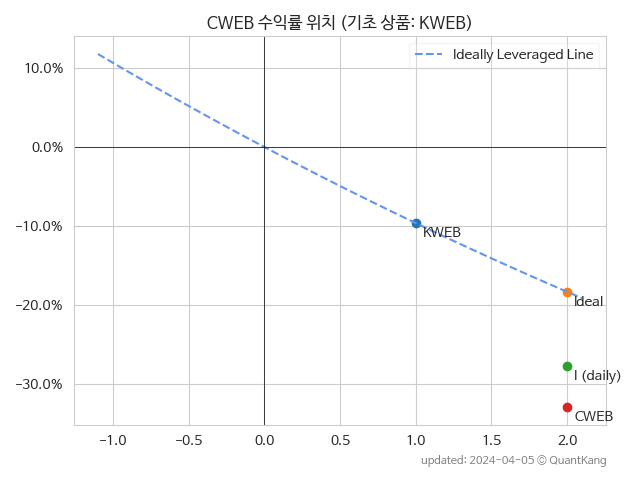 CWEB 수익률 위치 (기초 상품: KWEB)
Ideally Leveraged Line
10.0%
0.0%
−10.0%
−20.0%
−30.0%
KWEB
Ideal
I (daily)
CWEB
−1.0
−0.5
0.0
0.5
1.0
1.5
2.0
updated: 2024-04-05 © QuantKang